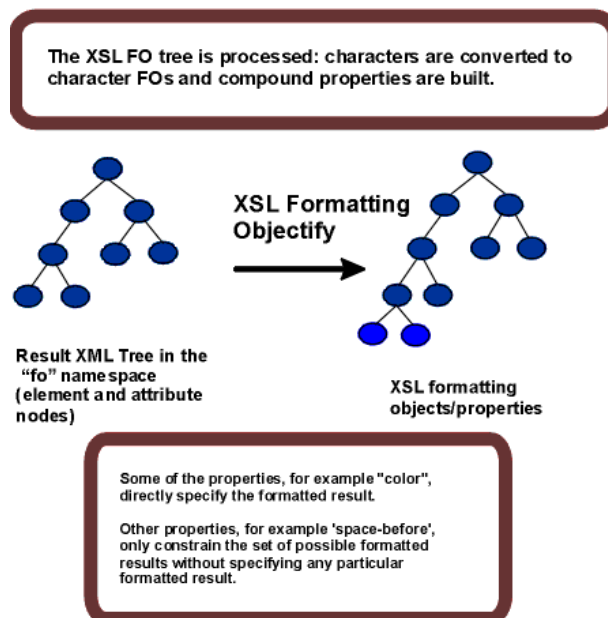 The XSL FO tree is processed: characters are converted to
character FOs and compound properties are built.
XSL Formatting
Objectify
Result XML Tree in the
“fo” namespace
(element and attribute
nodes)
XSL formatting
objects/properties
Some of the properties, for example "color",
directly specify the formatted result.
Other properties, for example 'space-before',
only constrain the set of possible formatted
results without specifying any particular
formatted result.